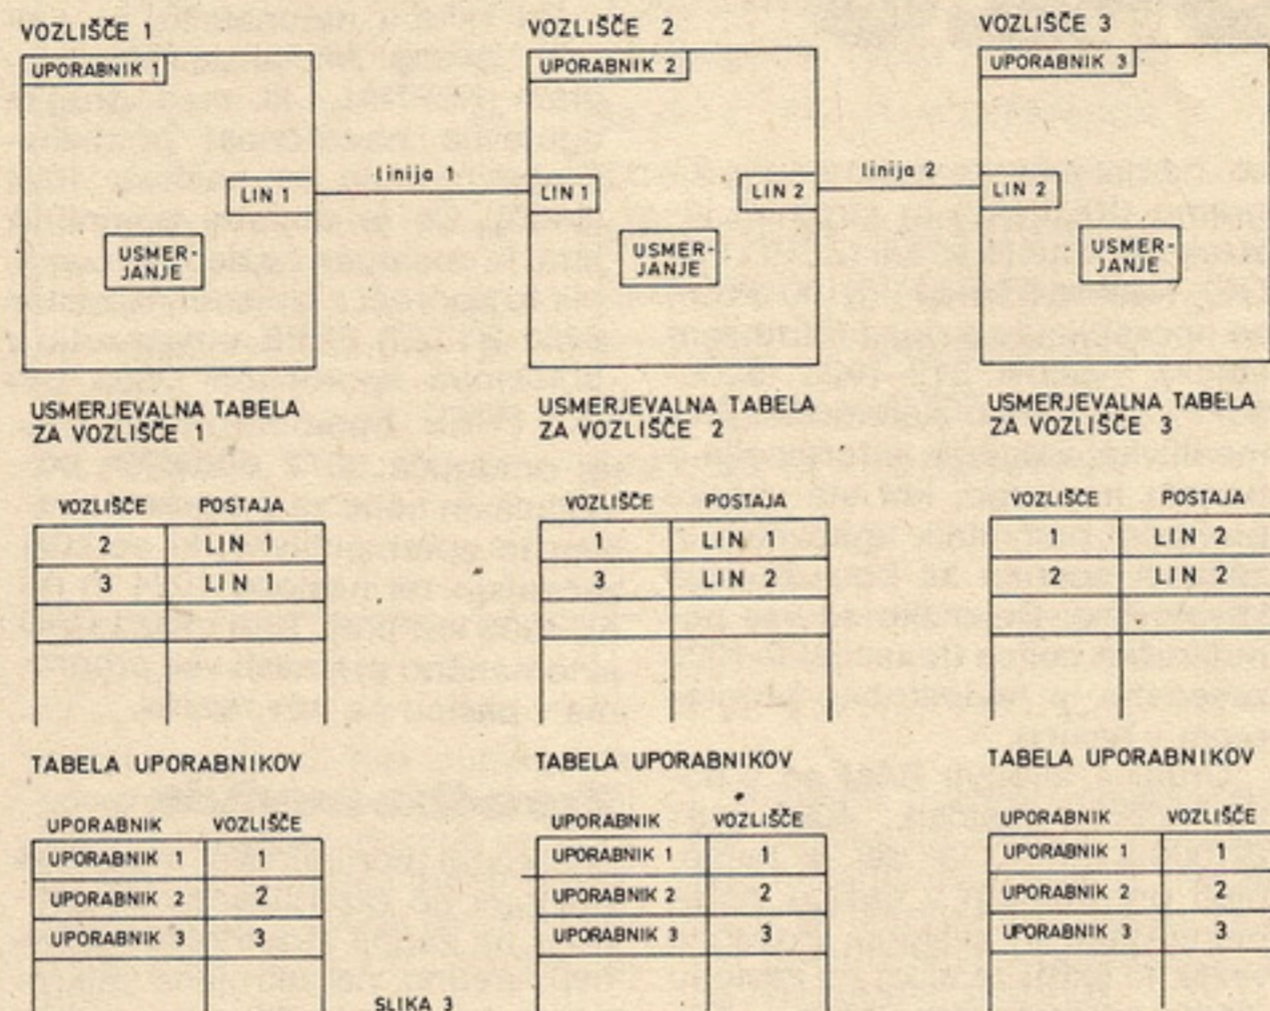 VOZLIŠČE 1
UPORABNIK 1
LIN 1
USMER-
JANJE
linija 1
VOZLIŠČE 2
UPORABNIK 2
LIN 1
LIN 2
USMER-
JANJE
linija 2
VOZLIŠČE 3
UPORABNIK 3
LIN 2
USMER-
JANJE
USMERJEVALNA TABELA
ZA VOZLIŠČE 1
VOZLIŠČE POSTAJA
2 LIN 1
3 LIN 1
USMERJEVALNA TABELA
ZA VOZLIŠČE 2
VOZLIŠČE POSTAJA
1 LIN 1
3 LIN 2
USMERJEVALNA TABELA
ZA VOZLIŠČE 3
VOZLIŠČE POSTAJA
1 LIN 2
2 LIN 2
TABELA UPORABNIKOV
UPORABNIK VOZLIŠČE
UPORABNIK 1 1
UPORABNIK 2 2
UPORABNIK 3 3
TABELA UPORABNIKOV
UPORABNIK VOZLIŠČE
UPORABNIK 1 1
UPORABNIK 2 2
UPORABNIK 3 3
TABELA UPORABNIKOV
UPORABNIK VOZLIŠČE
UPORABNIK 1 1
UPORABNIK 2 2
UPORABNIK 3 3
SLIKA 3